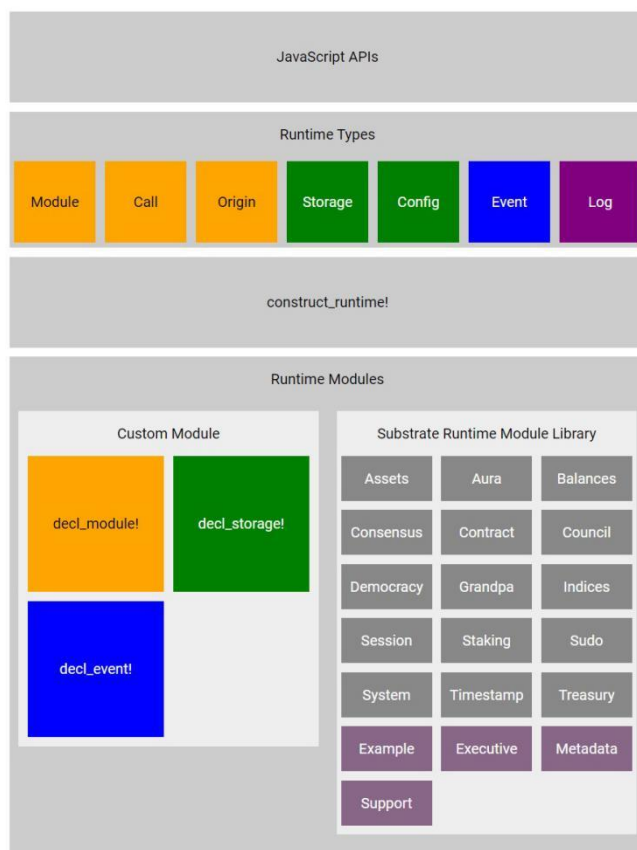 JavaScript APIs
Runtime Types
Module Call Origin Storage Config Event Log
construct_runtime!
Runtime Modules
Custom Module
decl_module! decl_storage!
decl_event!
Substrate Runtime Module Library
Assets Aura Balances
Consensus Contract Council
Democracy Grandpa Indices
Session Staking Sudo
System Timestamp Treasury
Example Executive Metadata
Support